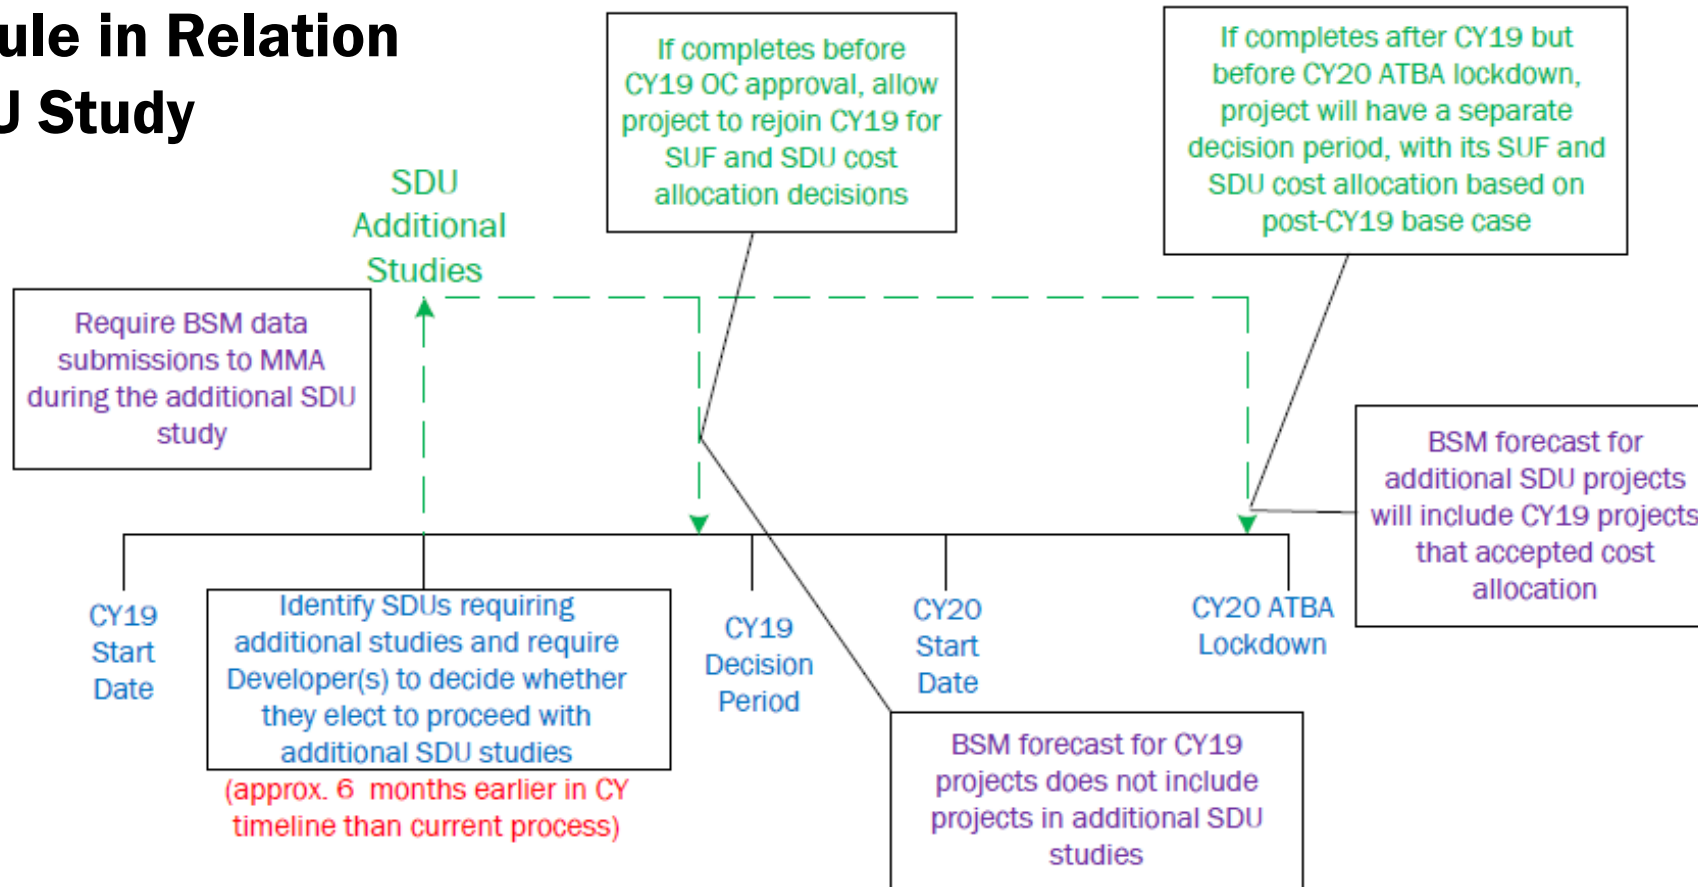 ule in Relation
U Study
If completes before
CY19 OC approval, allow
project to rejoin CY19 for
SUF and SDU cost
allocation decisions
If completes after CY19 but
before CY20 ATBA lockdown,
project will have a separate
decision period, with its SUF and
SDU cost allocation based on
post-CY19 base case
SDU
Additional
Studies
Require BSM data
submissions to MMA
during the additional SDU
study
BSM forecast for
additional SDU projects
will include CY19 projects
that accepted cost
allocation
CY19
Start
Date
Identify SDUs requiring
additional studies and require
Developer(s) to decide whether
they elect to proceed with
additional SDU studies
(approx. 6 months earlier in CY
timeline than current process)
CY19
Decision
Period
CY20
Start
Date
CY20 ATBA
Lockdown
BSM forecast for CY19
projects does not include
projects in additional SDU
studies